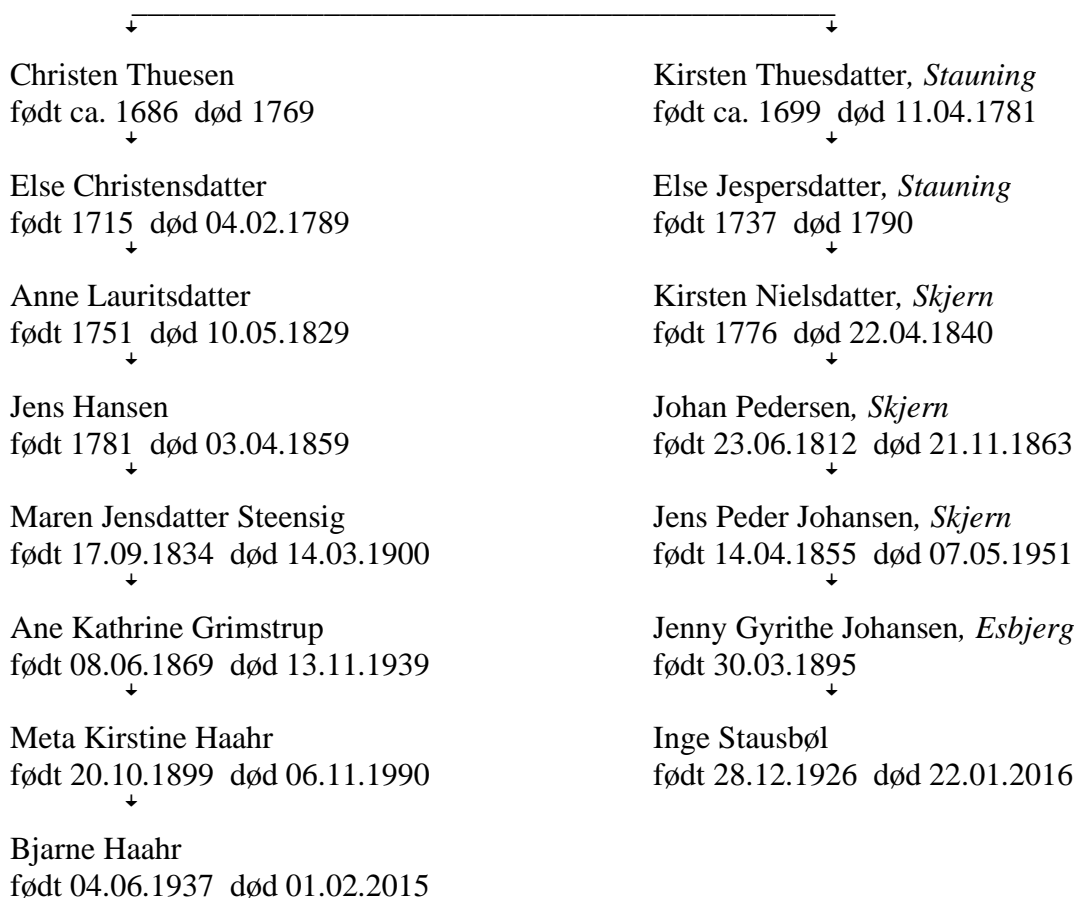 Christen Thuesen
født ca. 1686  død 1769
Else Christensdatter
født 1715  død 04.02.1789
Anne Lauritsdatter
født 1751  død 10.05.1829
Jens Hansen
født 1781  død 03.04.1859
Maren Jensdatter Steensig
født 17.09.1834  død 14.03.1900
Ane Kathrine Grimstrup
født 08.06.1869  død 13.11.1939
Meta Kirstine Haahr
født 20.10.1899  død 06.11.1990
Bjarne Haahr
født 04.06.1937  død 01.02.2015
Kirsten Thuesdatter, Stauning
født ca. 1699  død 11.04.1781
Else Jespersdatter, Stauning
født 1737  død 1790
Kirsten Nielsdatter, Skjern
født 1776  død 22.04.1840
Johan Pedersen, Skjern
født 23.06.1812  død 21.11.1863
Jens Peder Johansen, Skjern
født 14.04.1855  død 07.05.1951
Jenny Gyrithe Johansen, Esbjerg
født 30.03.1895
Inge Stausbøl
født 28.12.1926  død 22.01.2016